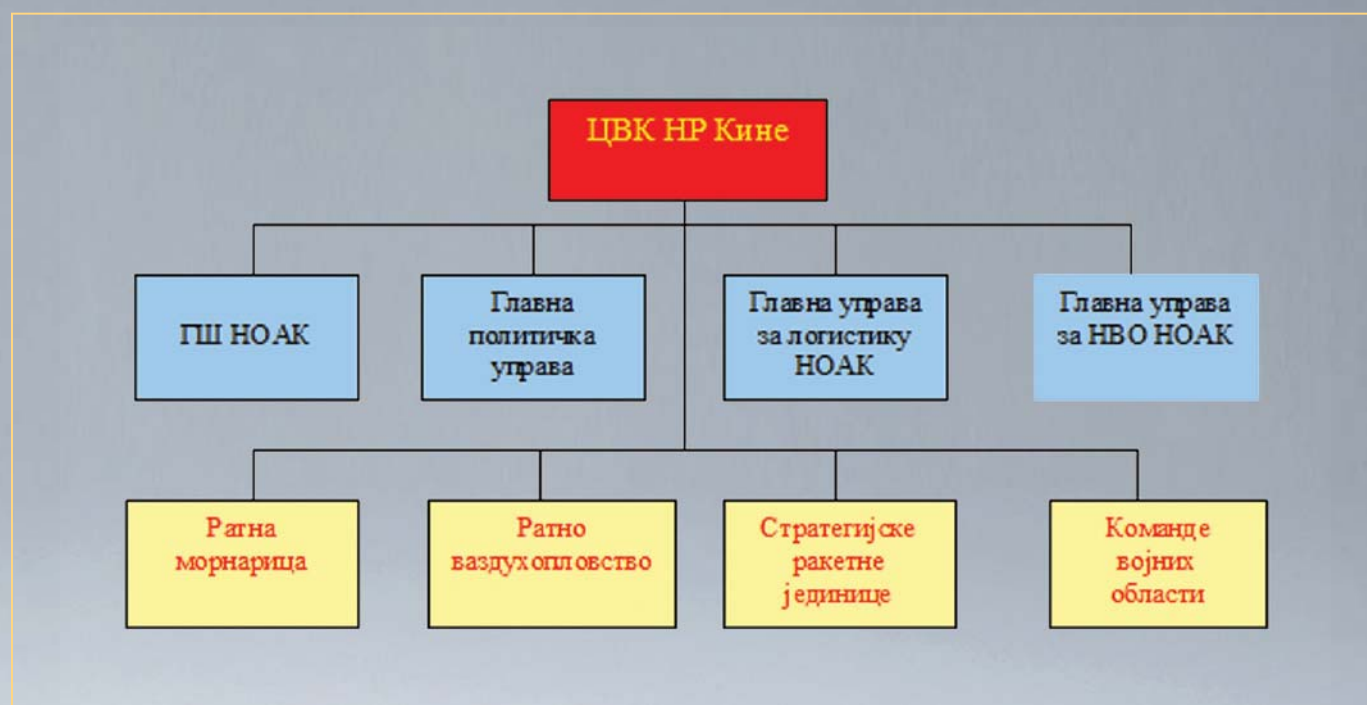 ЦВК НР Кине
ГШ НОАК
Главна
политичка
управа
Главна управа
за логистику
НОАК
Главна управа
за НВО НОАК
Ратна
морнарица
Ратно
ваздухопловство
Стратегијске
ракетне
јединице
Команде
војних
области